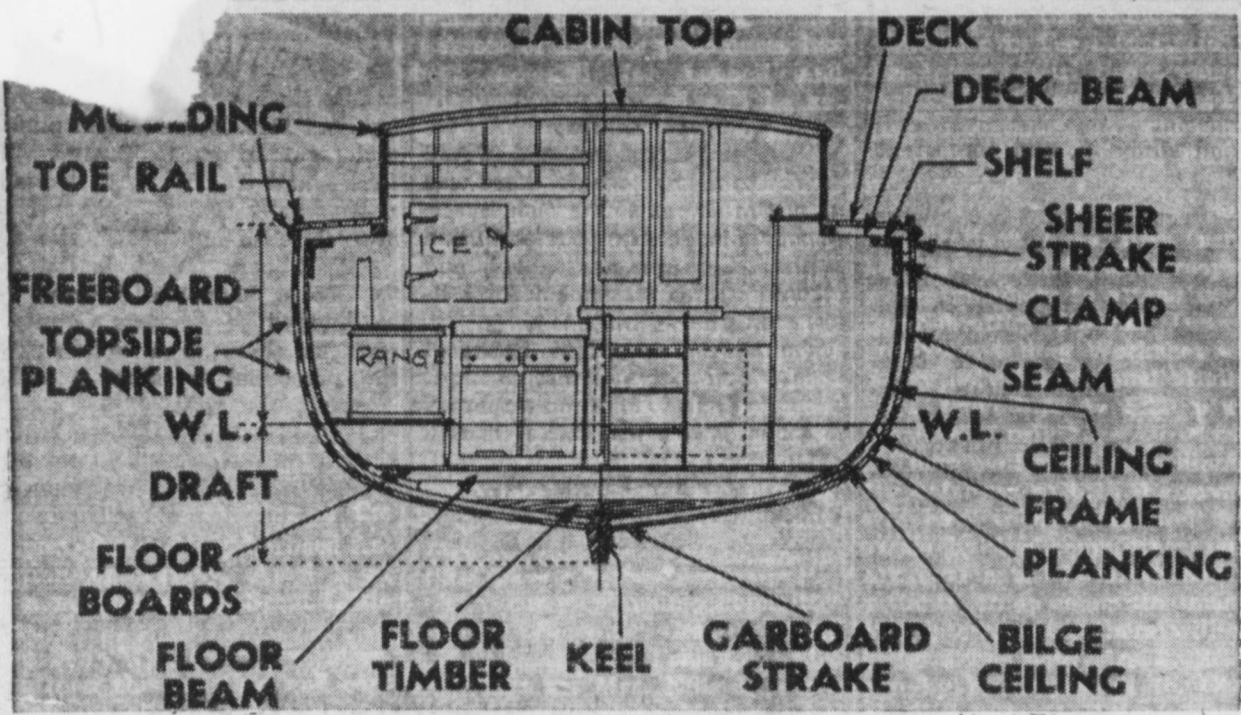 CABIN TOP
DECK
DECK BEAM
MOULDING
TOE RAIL
SHELF
SHEER
STRAKE
ICE
FREEBOARD
CLAMP
TOPSIDE
PLANKING
RANGE
SEAM
W.L.
W.L.
CEILING
DRAFT
FRAME
FLOOR
BOARDS
PLANKING
FLOOR
BEAM
FLOOR
TIMBER
KEEL
GARBOARD
STRAKE
BILGE
CEILING